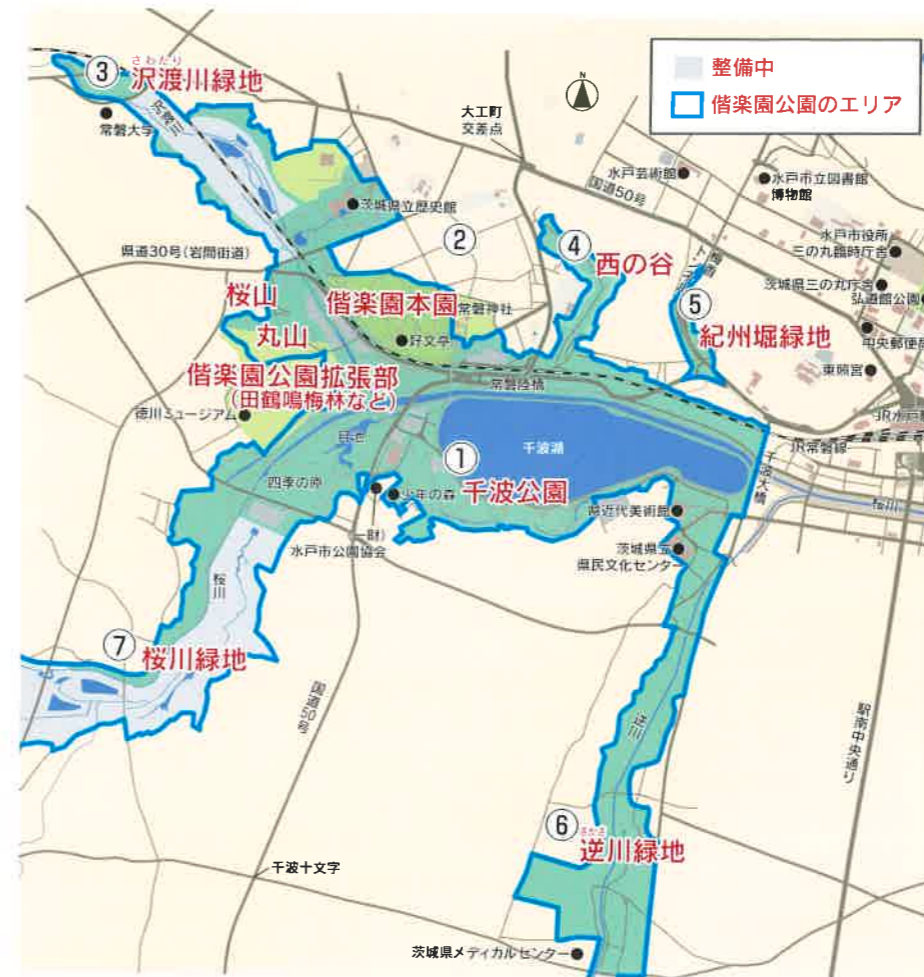 整備中
偕楽園公園のエリア
N
さわたり
③ 沢渡川緑地
常磐大学
沢渡川
大工町
交差点
国道50号
水戸芸術館
水戸市立図書館
博物館
茨城県立歴史館
②
④
西の谷
水戸市役所
三の丸臨時庁舎
茨城県三の丸庁舎
弘道館公園
県道30号(岩間街道)
桜山
偕楽園本園
常磐神社
⑤
紀州堀緑地
丸山
好文亭
中央郵便局
東照宮
偕楽園公園拡張部
(田鶴鳴梅林など)
常磐陸橋
徳川ミュージアム
月池
①
千波湖
千波公園
JR水戸駅
JR常磐線
千波大橋
桜川
四季の原
少年の森
県近代美術館
(一財)
水戸市公園協会
茨城県立
県民文化センター
桜川
⑦ 桜川緑地
国道
50号
逆川
駅南中央通り
⑥
さかさ
逆川緑地
千波十文字
茨城県メディカルセンター